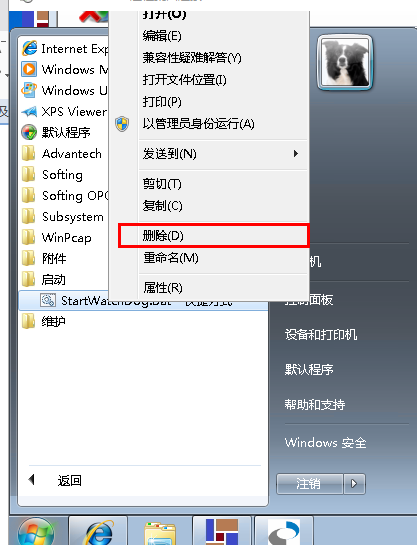 打开(O)
编辑(E)
兼容性疑难解答(Y)
打开文件位置(I)
打印(P)
以管理员身份运行(A)
发送到(N)
剪切(T)
复制(C)
删除(D)
重命名(M)
属性(R)
Internet Exp
Windows M
Windows U
XPS Viewer
默认程序
Advantech
Softing
Softing OPC
Subsystem
WinPcap
附件
启动
StartWatchDog.bat - 快捷方式
维护
返回
机
控制面板
设备和打印机
默认程序
帮助和支持
Windows 安全
注销